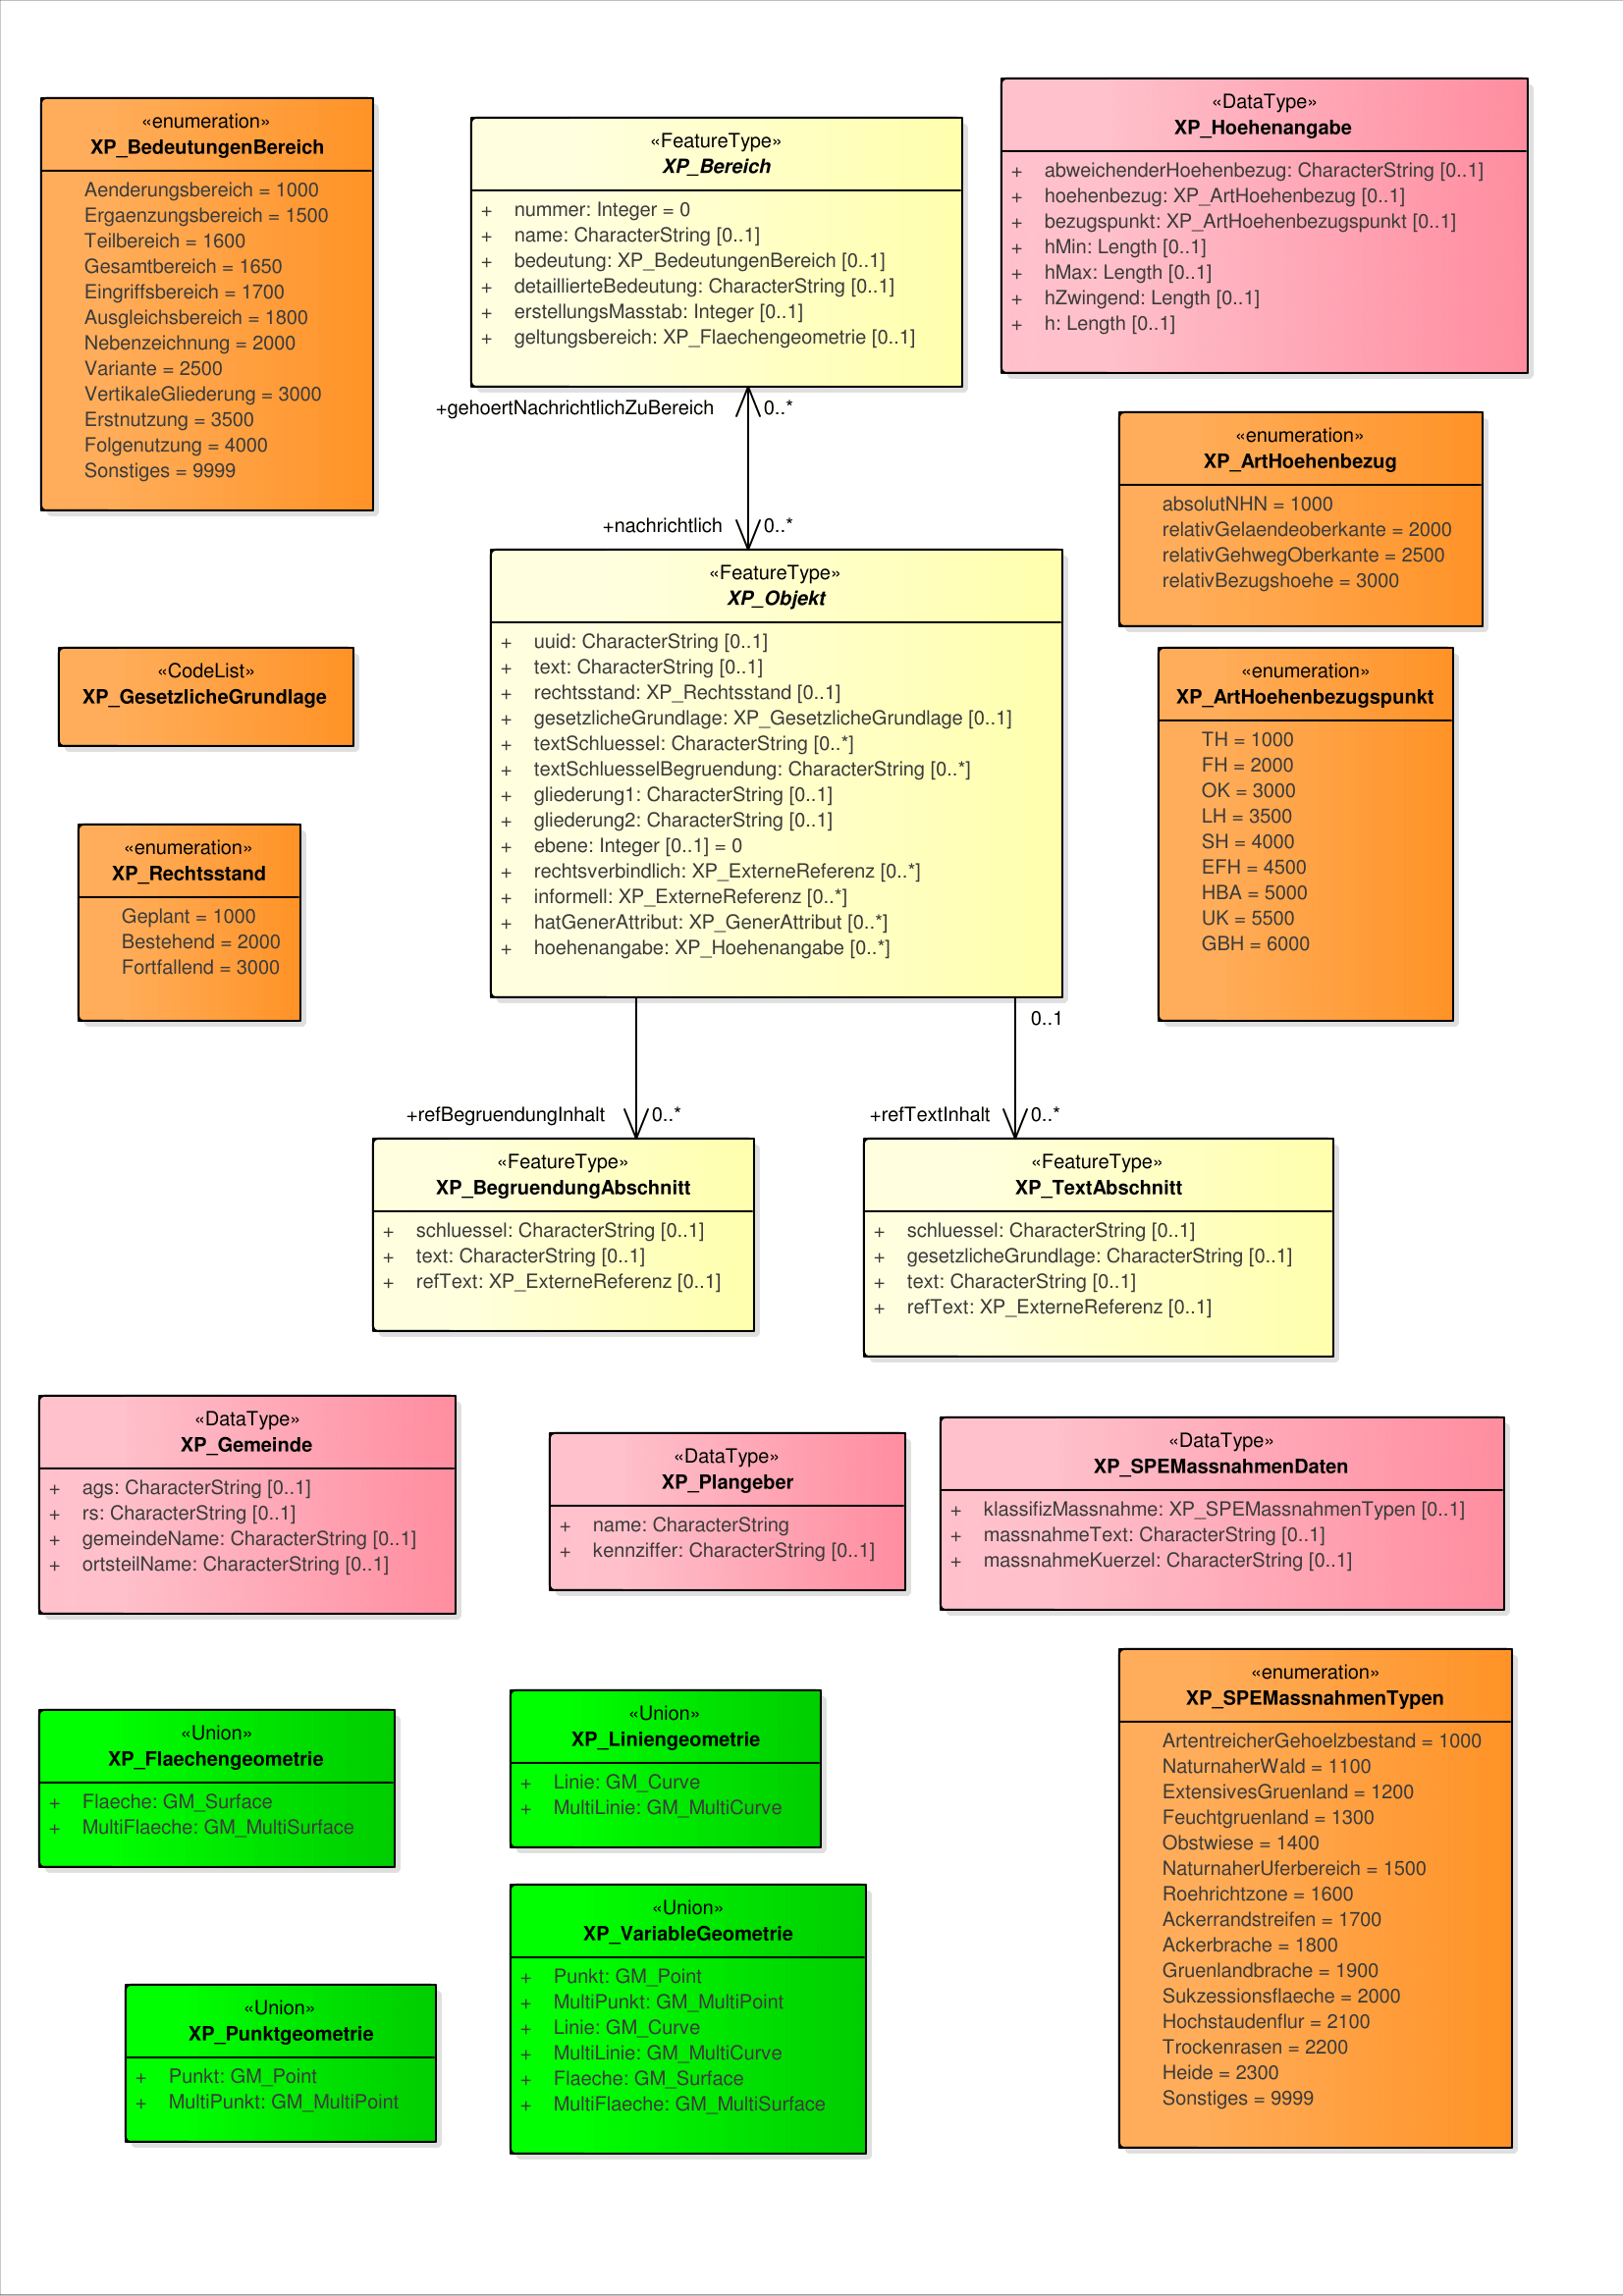 «enumeration»
XP_BedeutungenBereich
Aenderungsbereich = 1000
Ergaenzungsbereich = 1500
Teilbereich = 1600
Gesamtbereich = 1650
Eingriffsbereich = 1700
Ausgleichsbereich = 1800
Nebenzeichnung = 2000
Variante = 2500
VertikaleGliederung = 3000
Erstnutzung = 3500
Folgenutzung = 4000
Sonstiges = 9999
«FeatureType»
XP_Bereich
+ nummer: Integer = 0
+ name: CharacterString [0..1]
+ bedeutung: XP_BedeutungenBereich [0..1]
+ detaillierteBedeutung: CharacterString [0..1]
+ erstellungsMasstab: Integer [0..1]
+ geltungsbereich: XP_Flaechengeometrie [0..1]
«DataType»
XP_Hoehenangabe
+ abweichenderHoehenbezug: CharacterString [0..1]
+ hoehenbezug: XP_ArtHoehenbezug [0..1]
+ bezugspunkt: XP_ArtHoehenbezugspunkt [0..1]
+ hMin: Length [0..1]
+ hMax: Length [0..1]
+ hZwingend: Length [0..1]
+ h: Length [0..1]
+gehoertNachrichtlichZuBereich 0..*
+nachrichtlich 0..*
«enumeration»
XP_ArtHoehenbezug
absolutNHN = 1000
relativGelaendeoberkante = 2000
relativGehwegOberkante = 2500
relativBezugshoehe = 3000
«FeatureType»
XP_Objekt
+ uuid: CharacterString [0..1]
+ text: CharacterString [0..1]
+ rechtsstand: XP_Rechtsstand [0..1]
+ gesetzlicheGrundlage: XP_GesetzlicheGrundlage [0..1]
+ textSchluessel: CharacterString [0..*]
+ textSchluesselBegruendung: CharacterString [0..*]
+ gliederung1: CharacterString [0..1]
+ gliederung2: CharacterString [0..1]
+ ebene: Integer [0..1] = 0
+ rechtsverbindlich: XP_ExterneReferenz [0..*]
+ informell: XP_ExterneReferenz [0..*]
+ hatGenerAttribut: XP_GenerAttribut [0..*]
+ hoehenangabe: XP_Hoehenangabe [0..*]
«CodeList»
XP_GesetzlicheGrundlage
«enumeration»
XP_Rechtsstand
Geplant = 1000
Bestehend = 2000
Fortfallend = 3000
«enumeration»
XP_ArtHoehenbezugspunkt
TH = 1000
FH = 2000
OK = 3000
LH = 3500
SH = 4000
EFH = 4500
HBA = 5000
UK = 5500
GBH = 6000
0..1
+refBegruendungInhalt 0..*
+refTextInhalt 0..*
«FeatureType»
XP_BegruendungAbschnitt
+ schluessel: CharacterString [0..1]
+ text: CharacterString [0..1]
+ refText: XP_ExterneReferenz [0..1]
«FeatureType»
XP_TextAbschnitt
+ schluessel: CharacterString [0..1]
+ gesetzlicheGrundlage: CharacterString [0..1]
+ text: CharacterString [0..1]
+ refText: XP_ExterneReferenz [0..1]
«DataType»
XP_Gemeinde
+ ags: CharacterString [0..1]
+ rs: CharacterString [0..1]
+ gemeindeName: CharacterString [0..1]
+ ortsteilName: CharacterString [0..1]
«DataType»
XP_Plangeber
+ name: CharacterString
+ kennziffer: CharacterString [0..1]
«DataType»
XP_SPEMassnahmenDaten
+ klassifizMassnahme: XP_SPEMassnahmenTypen [0..1]
+ massnahmeText: CharacterString [0..1]
+ massnahmeKuerzel: CharacterString [0..1]
«Union»
XP_Flaechengeometrie
+ Flaeche: GM_Surface
+ MultiFlaeche: GM_MultiSurface
«Union»
XP_Liniengeometrie
+ Linie: GM_Curve
+ MultiLinie: GM_MultiCurve
«enumeration»
XP_SPEMassnahmenTypen
ArtentreicherGehoelzbestand = 1000
NaturnaherWald = 1100
ExtensivesGruenland = 1200
Feuchtgruenland = 1300
Obstwiese = 1400
NaturnaherUferbereich = 1500
Roehrichtzone = 1600
Ackerrandstreifen = 1700
Ackerbrache = 1800
Gruenlandbrache = 1900
Sukzessionsflaeche = 2000
Hochstaudenflur = 2100
Trockenrasen = 2200
Heide = 2300
Sonstiges = 9999
«Union»
XP_VariableGeometrie
+ Punkt: GM_Point
+ MultiPunkt: GM_MultiPoint
+ Linie: GM_Curve
+ MultiLinie: GM_MultiCurve
+ Flaeche: GM_Surface
+ MultiFlaeche: GM_MultiSurface
«Union»
XP_Punktgeometrie
+ Punkt: GM_Point
+ MultiPunkt: GM_MultiPoint